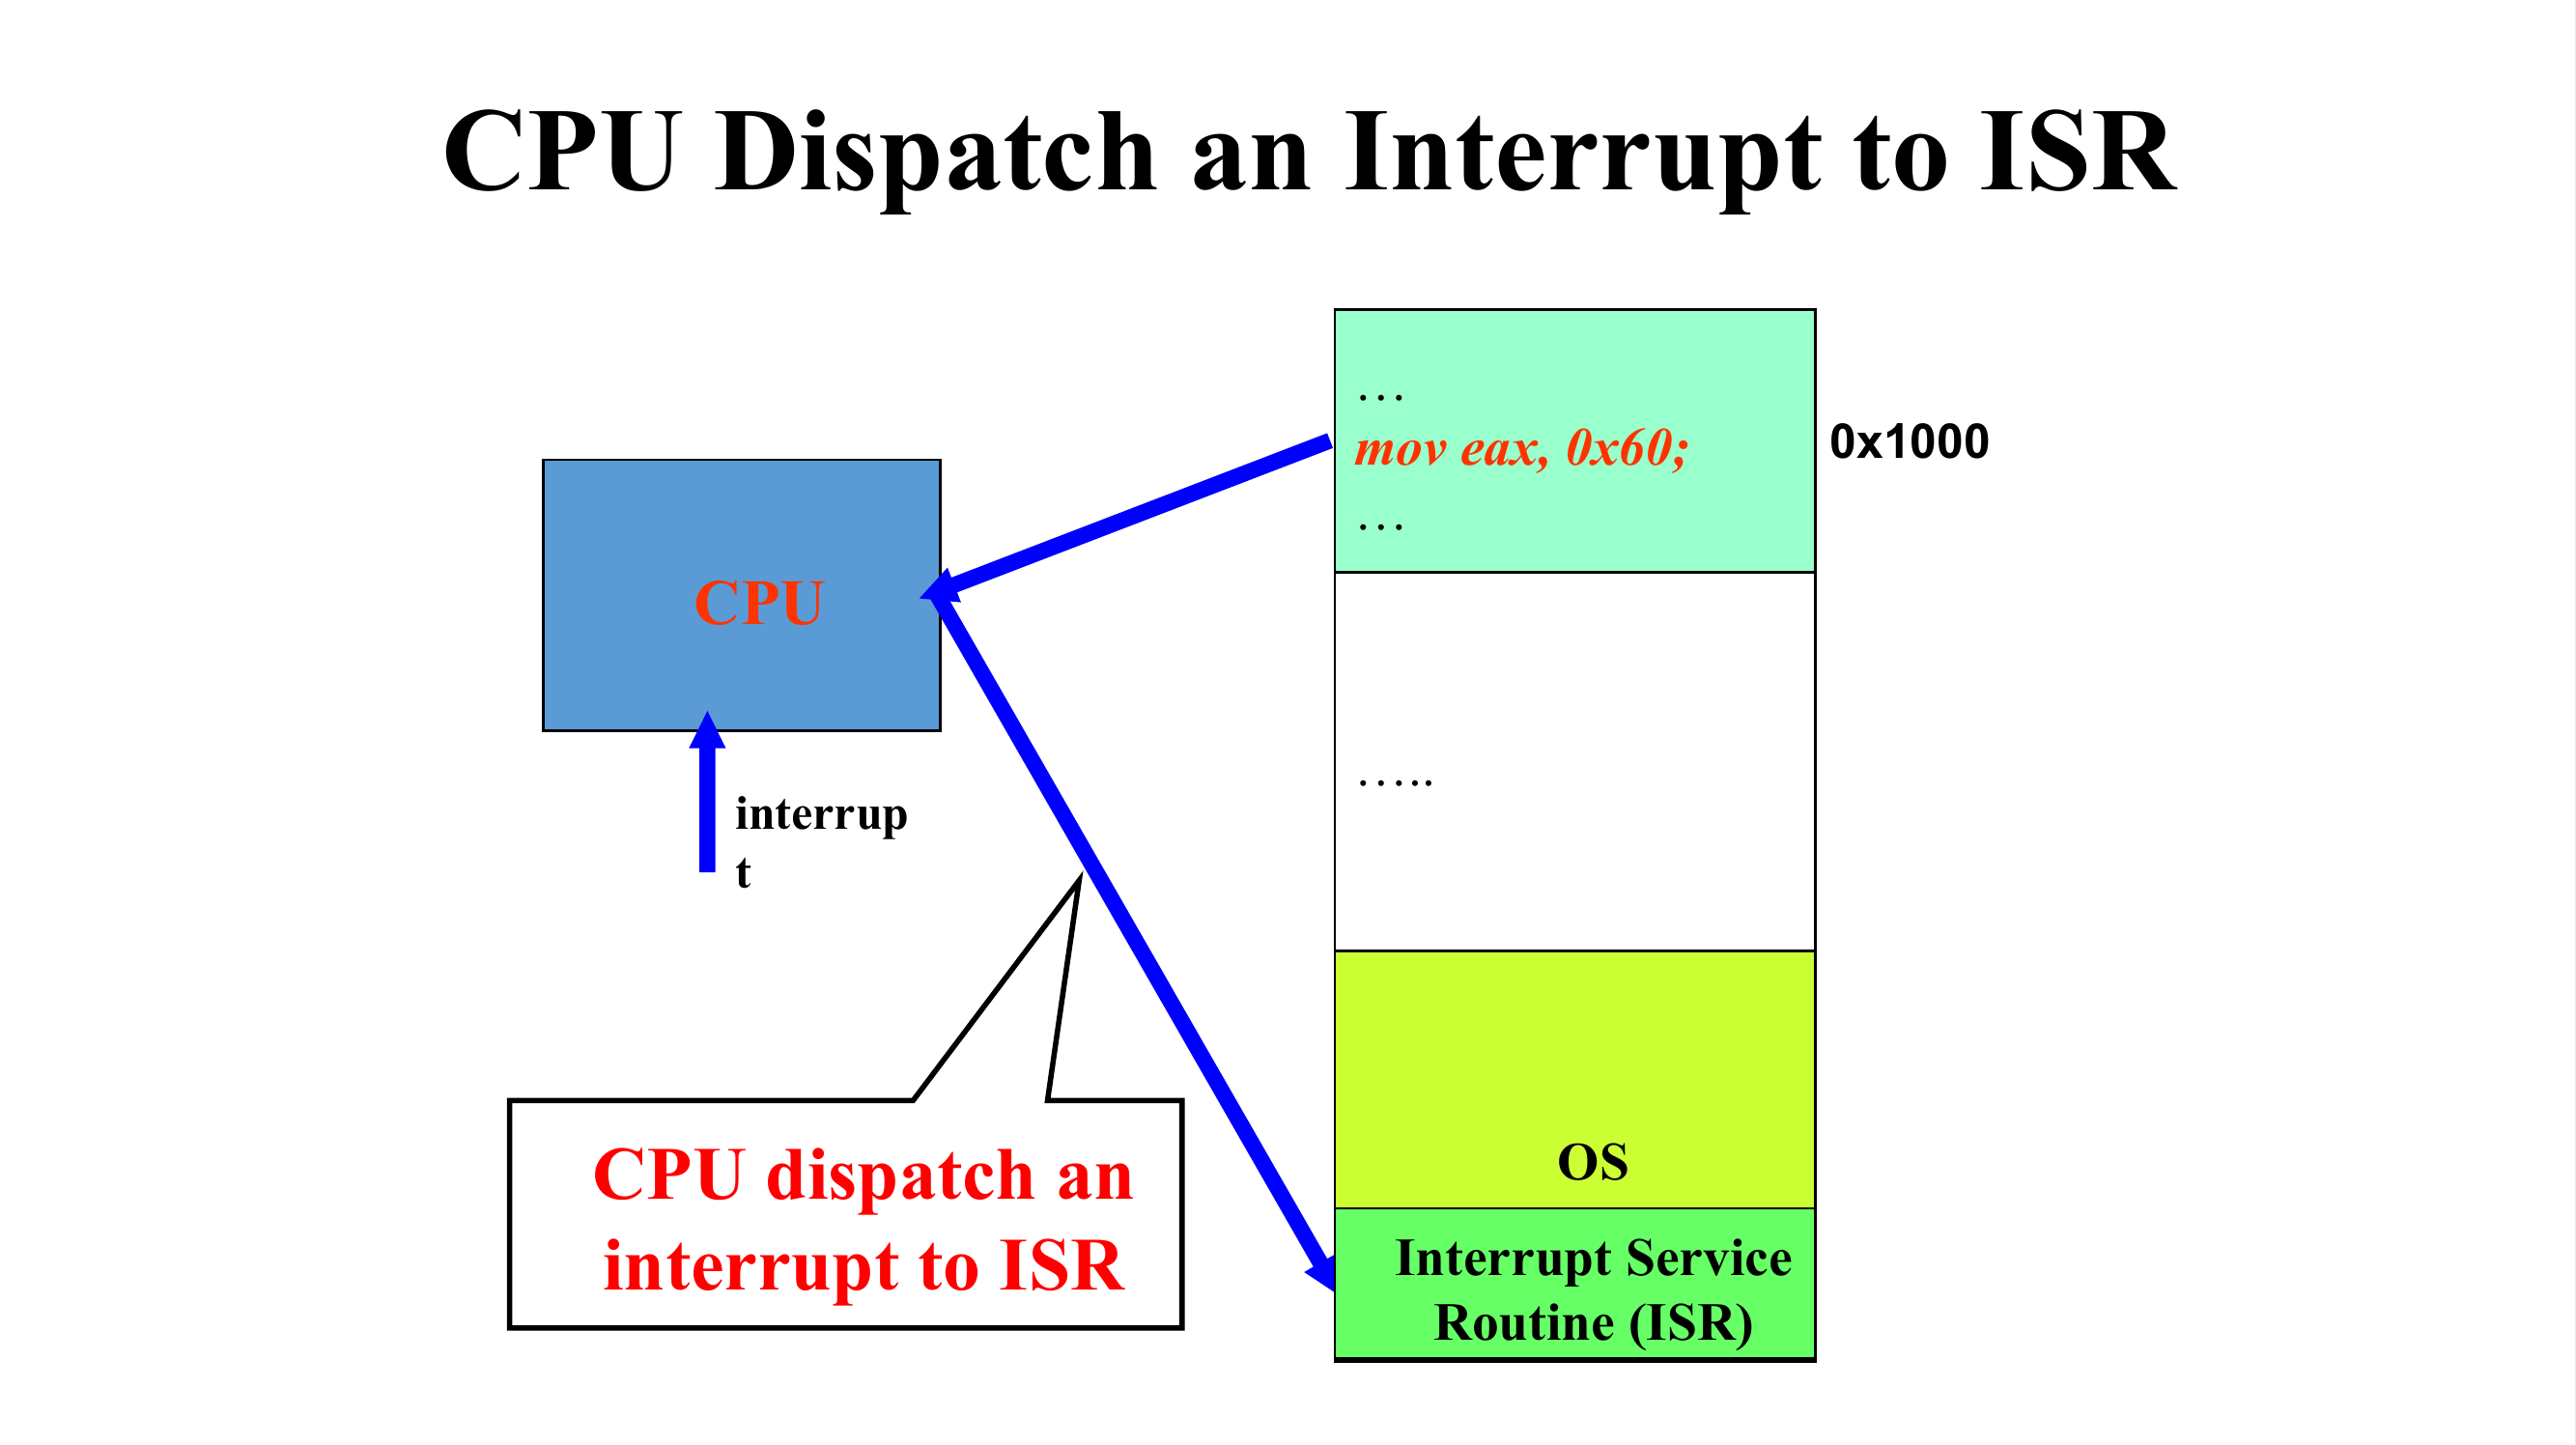 CPU Dispatch an Interrupt to ISR
…
mov eax, 0x60;
0x1000
…
CPU
…..
interrup
t
OS
CPU dispatch an
interrupt to ISR
Interrupt Service
Routine (ISR)